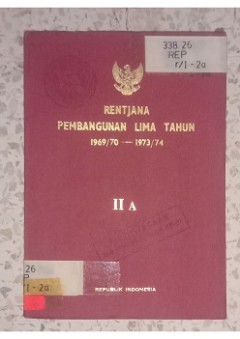 338.26
REP
r/1-2a
RENTJANA
PEMBANGUNAN LIMA TAHUN
1969/70 — 1973/74
II A
26
P
/1-2a
REPUBLIK INDONESIA